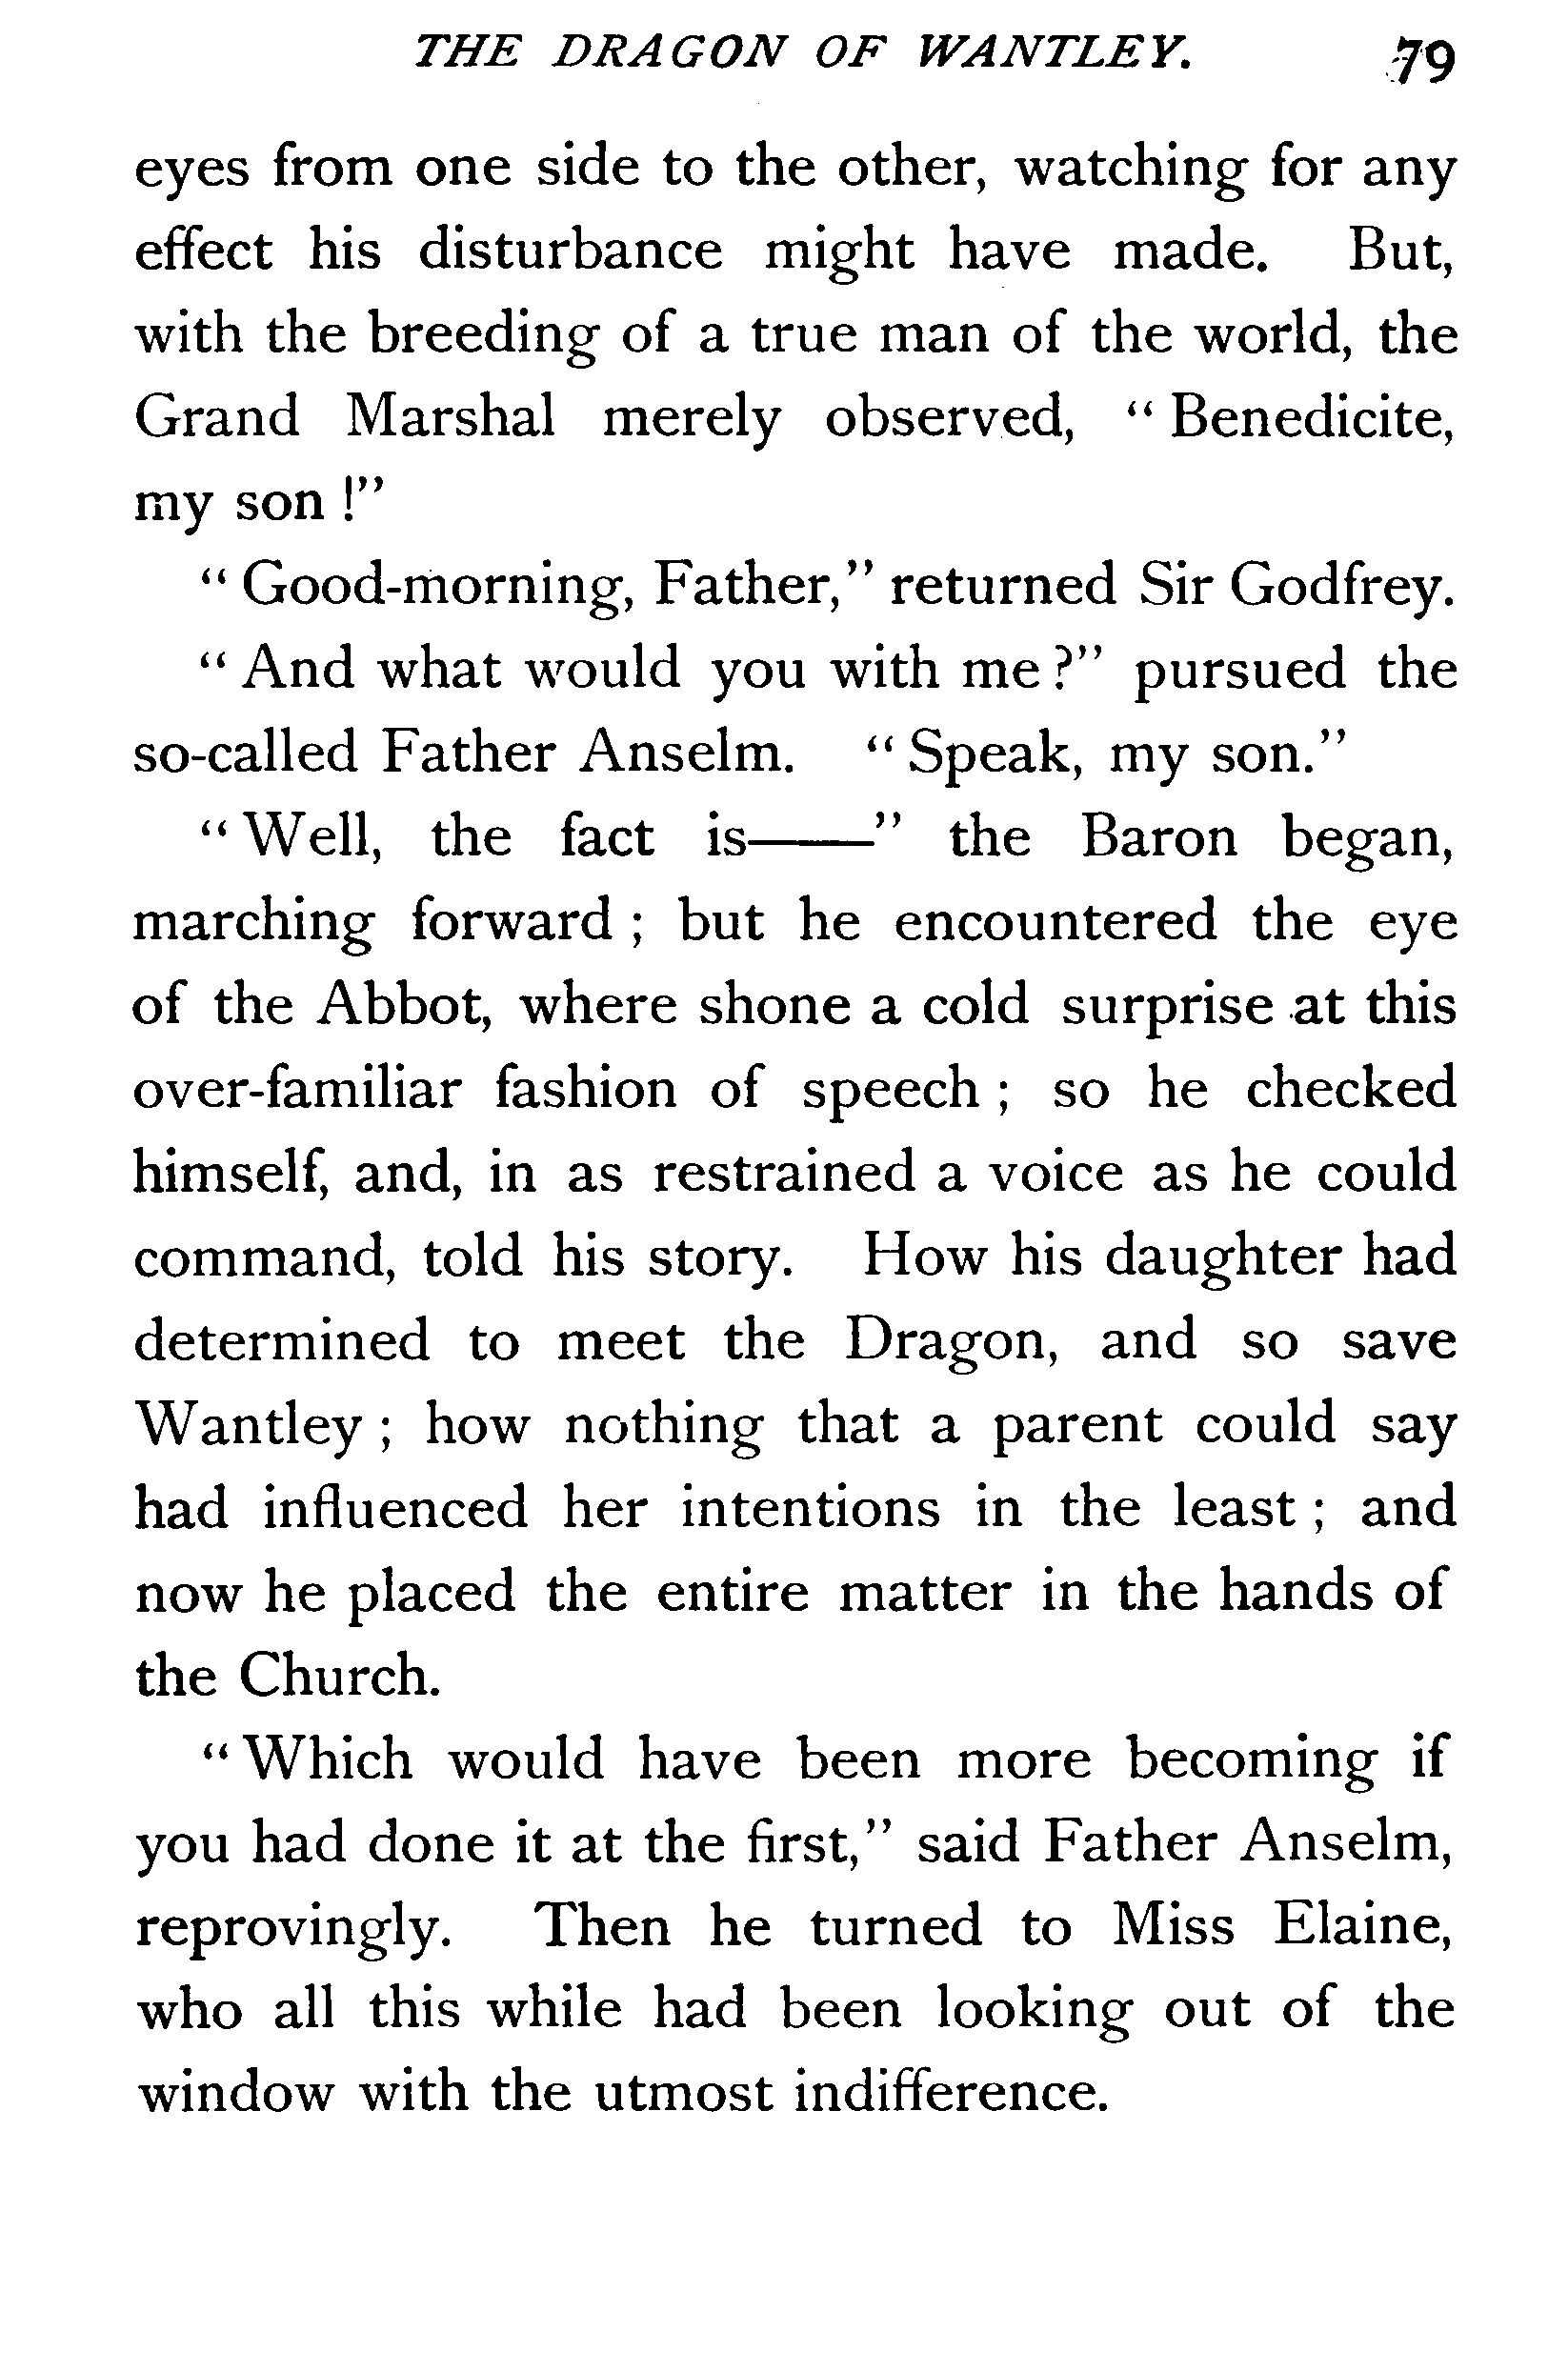 THE DRAGON OF WANTLEY. 79
eyes from one side to the other, watching for any
effect his disturbance might have made. But,
with the breeding of a true man of the world, the
Grand Marshal merely observed, “ Benedicite,
my son !”
“ Good-morning, Father,” returned Sir Godfrey.
“ And what would you with me ?” pursued the
so-called Father Anselm. “ Speak, my son.”
“ Well, the fact is——” the Baron began,
marching forward ; but he encountered the eye
of the Abbot, where shone a cold surprise at this
over-familiar fashion of speech ; so he checked
himself, and, in as restrained a voice as he could
command, told his story. How his daughter had
determined to meet the Dragon, and so save
Wantley ; how nothing that a parent could say
had influenced her intentions in the least ; and
now he placed the entire matter in the hands of
the Church.
“ Which would have been more becoming if
you had done it at the first,” said Father Anselm,
reprovingly. Then he turned to Miss Elaine,
who all this while had been looking out of the
window with the utmost indifference.